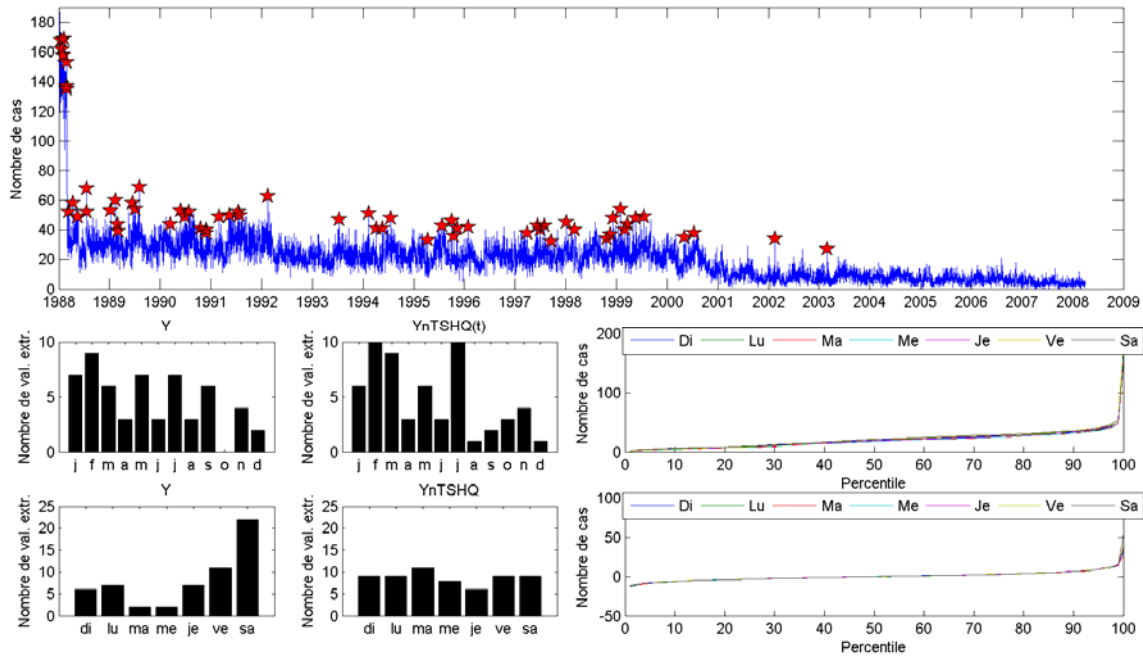 180
160
140
120
100
80
60
40
20
0
Nombre de cas
1988 1989 1990 1991 1992 1993 1994 1995 1996 1997 1998 1999 2000 2001 2002 2003 2004 2005 2006 2007 2008 2009
Y
10
5
0
Nombre de val. extr.
j f m a m j j a s o n d
YnTSHQ(t)
10
5
0
Nombre de val. extr.
j f m a m j j a s o n d
200
100
0
Nombre de cas
Di Lu Ma Me Je Ve Sa
0 10 20 30 40 50 60 70 80 90 100
Percentile
Y
25
20
15
10
5
0
Nombre de val. extr.
di lu ma me je ve sa
YnTSHQ
25
20
15
10
5
0
Nombre de val. extr.
di lu ma me je ve sa
100
50
0
-50
Nombre de cas
Di Lu Ma Me Je Ve Sa
0 10 20 30 40 50 60 70 80 90 100
Percentile